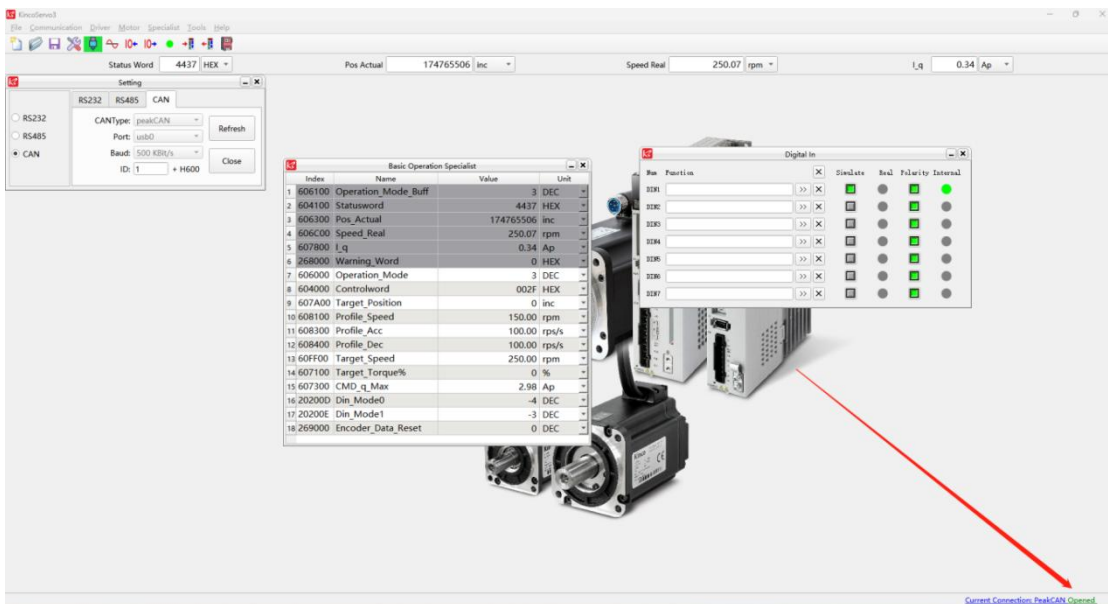 KincoServo3
File Communication Driver Motor Specialist Tools Help
Status Word 4437 HEX Pos Actual 174765506 inc Speed Real 250.07 rpm I_q 0.34 Ap
Setting
RS232 RS485 CAN
RS232
RS485
CAN
CANType: peakCAN
Port: usb0
Baud: 500 KBit/s
ID: 1 + H600
Refresh
Close
Basic Operation Specialist
Index Name Value Unit
1 606100 Operation_Mode_Buff 3 DEC
2 604100 Statusword 4437 HEX
3 606300 Pos_Actual 174765506 inc
4 606C00 Speed_Real 250.07 rpm
5 607800 I_q 0.34 Ap
6 268000 Warning_Word 0 HEX
7 606000 Operation_Mode 3 DEC
8 604000 Controlword 002F HEX
9 607A00 Target_Position 0 inc
10 608100 Profile_Speed 150.00 rpm
11 608300 Profile_Acc 100.00 rps/s
12 608400 Profile_Dec 100.00 rps/s
13 60FF00 Target_Speed 250.00 rpm
14 607100 Target_Torque% 0 %
15 607300 CMD_q_Max 2.98 Ap
16 20200D Din_Mode0 -4 DEC
17 20200E Din_Mode1 -3 DEC
18 269000 Encoder_Data_Reset 0 DEC
Digital In
Num Function Simulate Real Polarity Internal
DIN1 >>
DIN2 >>
DIN3 >>
DIN4 >>
DIN5 >>
DIN6 >>
DIN7 >>
Kinco
CE
Current Connection: PeakCAN Opened